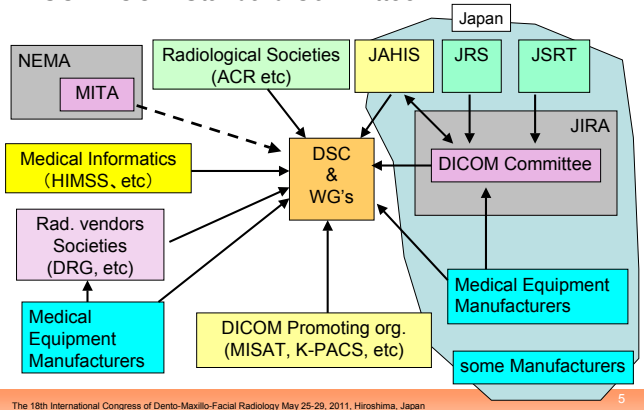 Japan
NEMA
MITA
Radiological Societies
(ACR etc)
JAHIS
JRS
JSRT
JIRA
DICOM Committee
Medical Informatics
(HIMSS、etc)
DSC
&
WG's
Rad. vendors
Societies
(DRG, etc)
Medical
Equipment
Manufacturers
DICOM Promoting org.
(MISAT, K-PACS, etc)
Medical Equipment
Manufacturers
some Manufacturers
The 18th International Congress of Dento-Maxillo-Facial Radiology May 25-29, 2011, Hiroshima, Japan
5